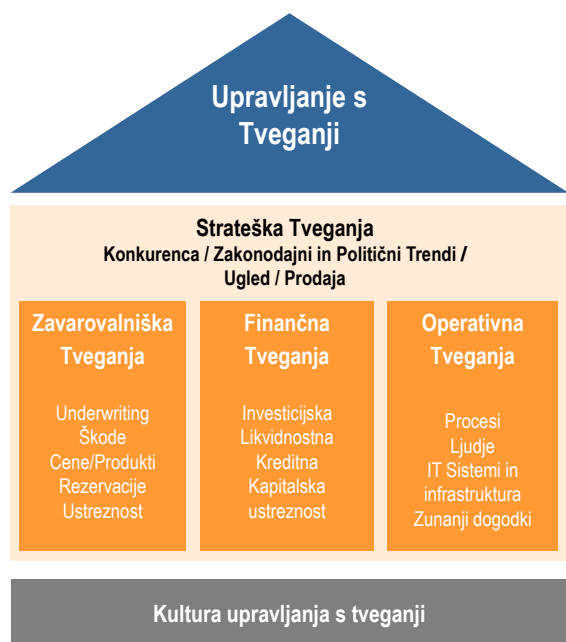 Upravljanje s
Tveganji
Strateška Tveganja
Konkurenca / Zakonodajni in Politični Trendi /
Ugled / Prodaja
Zavarovalniška
Tveganja
Underwriting
Škode
Cene/Produkti
Rezervacije
Ustreznost
Finančna
Tveganja
Investicijska
Likvidnostna
Kreditna
Kapitalska
ustreznost
Operativna
Tveganja
Procesi
Ljudje
IT Sistemi in
infrastruktura
Zunanji dogodki
Kultura upravljanja s tveganji